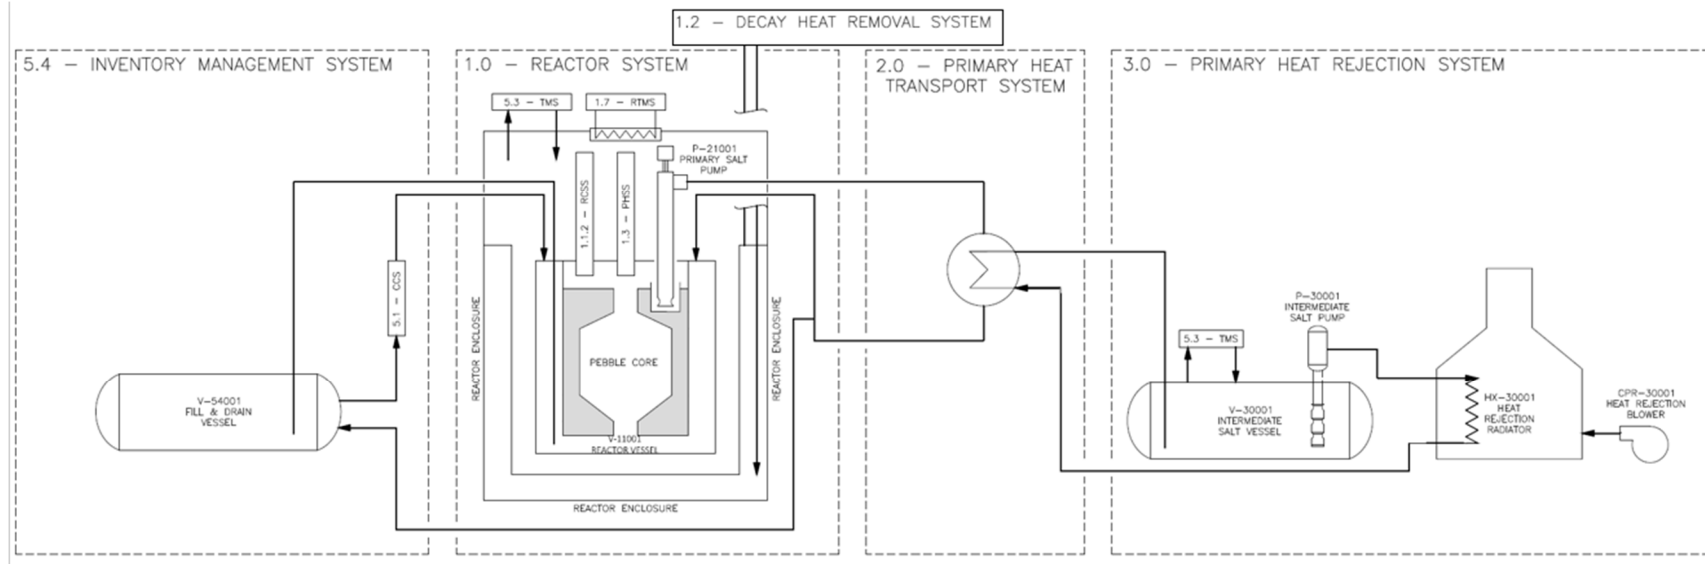 1.2 – DECAY HEAT REMOVAL SYSTEM
5.4 – INVENTORY MANAGEMENT SYSTEM
1.0 – REACTOR SYSTEM
2.0 – PRIMARY HEAT
TRANSPORT SYSTEM
3.0 – PRIMARY HEAT REJECTION SYSTEM
5.3 – TMS
1.7 – RTMS
P–21001
PRIMARY SALT
PUMP
1.1.2 – RCSS
1.3 – PHSS
5.1 – CCS
REACTOR ENCLOSURE
REACTOR ENCLOSURE
PEBBLE CORE
V–11001
REACTOR VESSEL
REACTOR ENCLOSURE
V–54001
FILL & DRAIN
VESSEL
P–30001
INTERMEDIATE
SALT PUMP
5.3 – TMS
V–30001
INTERMEDIATE
SALT VESSEL
HX–30001
HEAT
REJECTION
RADIATOR
CPR–30001
HEAT REJECTION
BLOWER